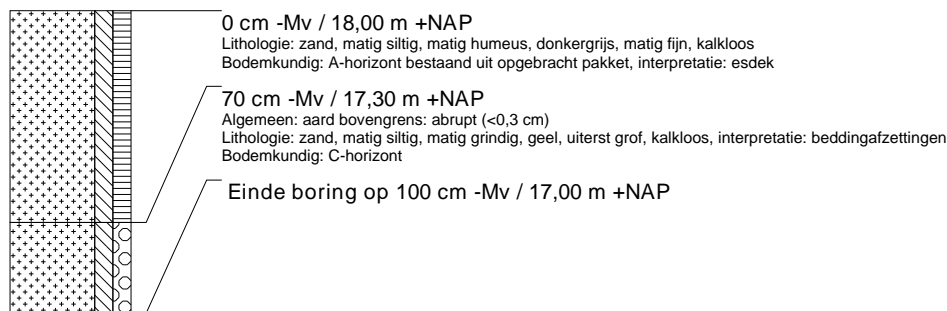 0 cm -Mv / 18,00 m +NAP
Lithologie: zand, matig siltig, matig humeus, donkergrijs, matig fijn, kalkloos
Bodemkundig: A-horizont bestaand uit opgebracht pakket, interpretatie: esdek
70 cm -Mv / 17,30 m +NAP
Algemeen: aard bovengrens: abrupt (<0,3 cm)
Lithologie: zand, matig siltig, matig grindig, geel, uiterst grof, kalkloos, interpretatie: beddingafzettingen
Bodemkundig: C-horizont
Einde boring op 100 cm -Mv / 17,00 m +NAP